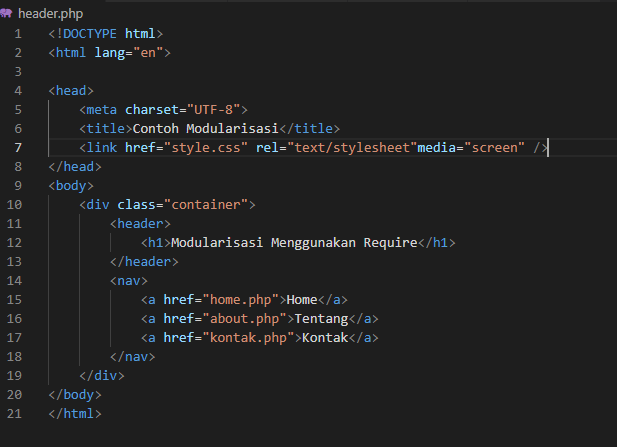 header.php
1 <!DOCTYPE html>
2 <html lang="en">
3
4 <head>
5 <meta charset="UTF-8">
6 <title>Contoh Modularisasi</title>
7 <link href="style.css" rel="text/stylesheet"media="screen" />
8 </head>
9 <body>
10 <div class="container">
11 <header>
12 <h1>Modularisasi Menggunakan Require</h1>
13 </header>
14 <nav>
15 <a href="home.php">Home</a>
16 <a href="about.php">Tentang</a>
17 <a href="kontak.php">Kontak</a>
18 </nav>
19 </div>
20 </body>
21 </html>